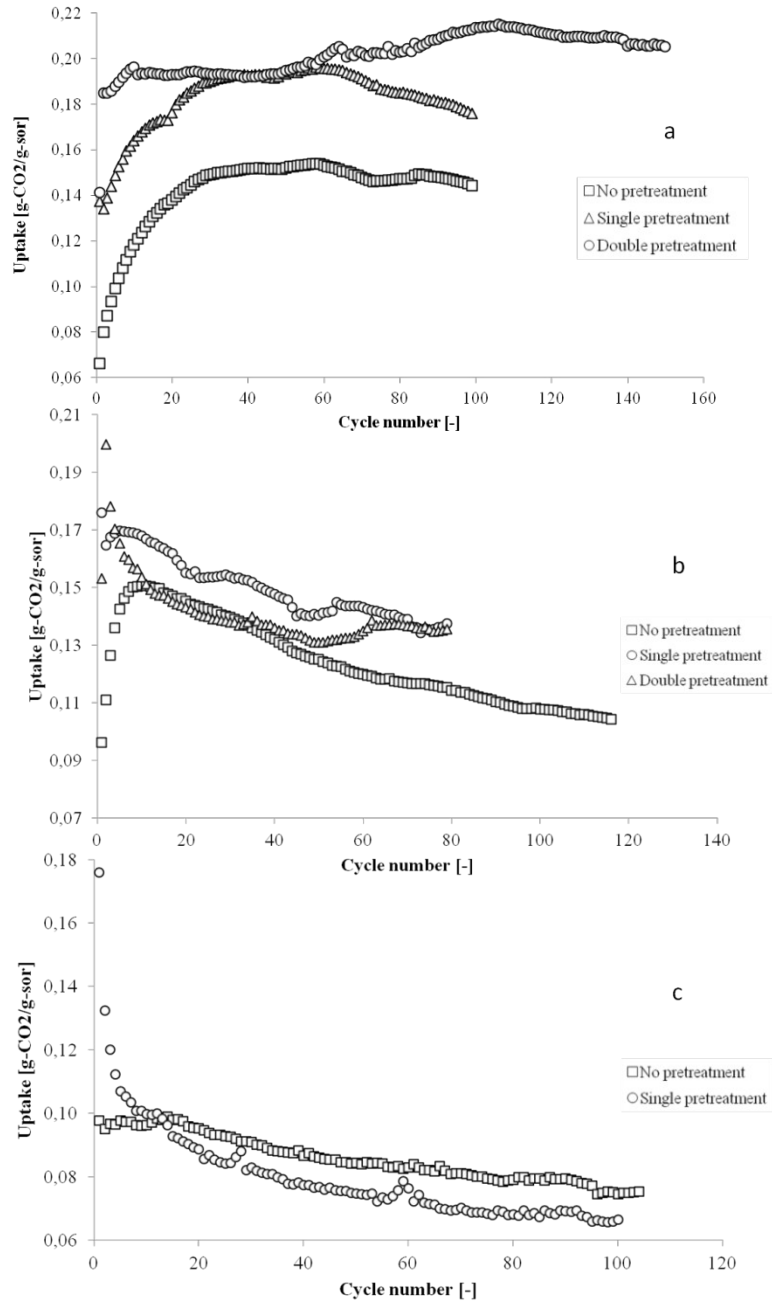 0,22
0,20
0,18
0,16
0,14
0,12
0,10
0,08
0,06
Uptake [g-CO2/g-sor]
0 20 40 60 80 100 120 140 160
Cycle number [-]
a
No pretreatment
Single pretreatment
Double pretreatment
0,21
0,19
0,17
0,15
0,13
0,11
0,09
0,07
Uptake [g-CO2/g-sor]
0 20 40 60 80 100 120 140
Cycle number [-]
b
No pretreatment
Single pretreatment
Double pretreatment
0,18
0,16
0,14
0,12
0,10
0,08
0,06
Uptake [g-CO2/g-sor]
0 20 40 60 80 100 120
Cycle number [-]
c
No pretreatment
Single pretreatment